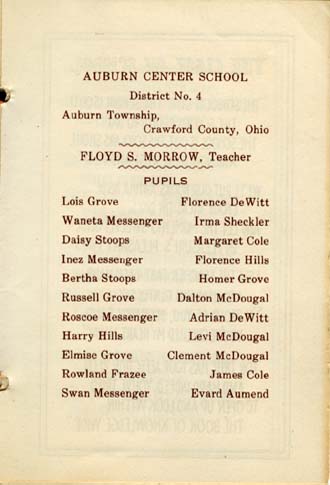 AUBURN CENTER SCHOOL
District No. 4
Auburn Township,
Crawford County, Ohio
FLOYD S. MORROW, Teacher
PUPILS
Lois Grove Florence DeWitt
Waneta Messenger Irma Sheckler
Daisy Stoops Margaret Cole
Inez Messenger Florence Hills
Bertha Stoops Homer Grove
Russell Grove Dalton McDougal
Roscoe Messenger Adrian DeWitt
Harry Hills Levi McDougal
Elmise Grove Clement McDougal
Rowland Frazee James Cole
Swan Messenger Evard Aumend